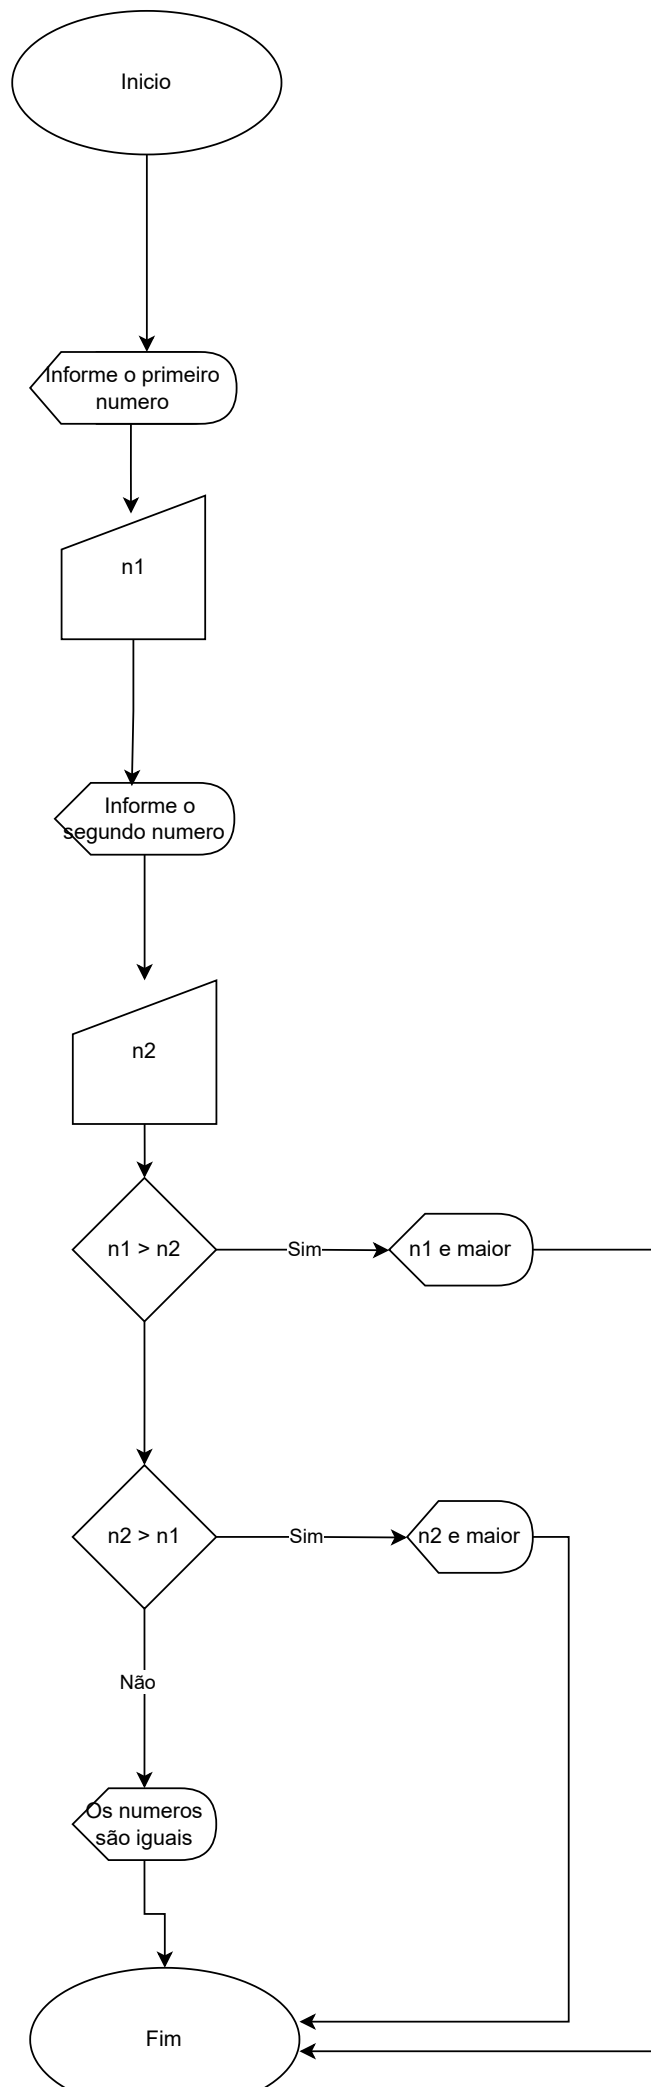 Inicio
Informe o primeiro
numero
n1
Informe o
segundo numero
n2
n1 > n2
Sim
n1 e maior
n2 > n1
Sim
n2 e maior
Não
Os numeros
são iguais
Fim